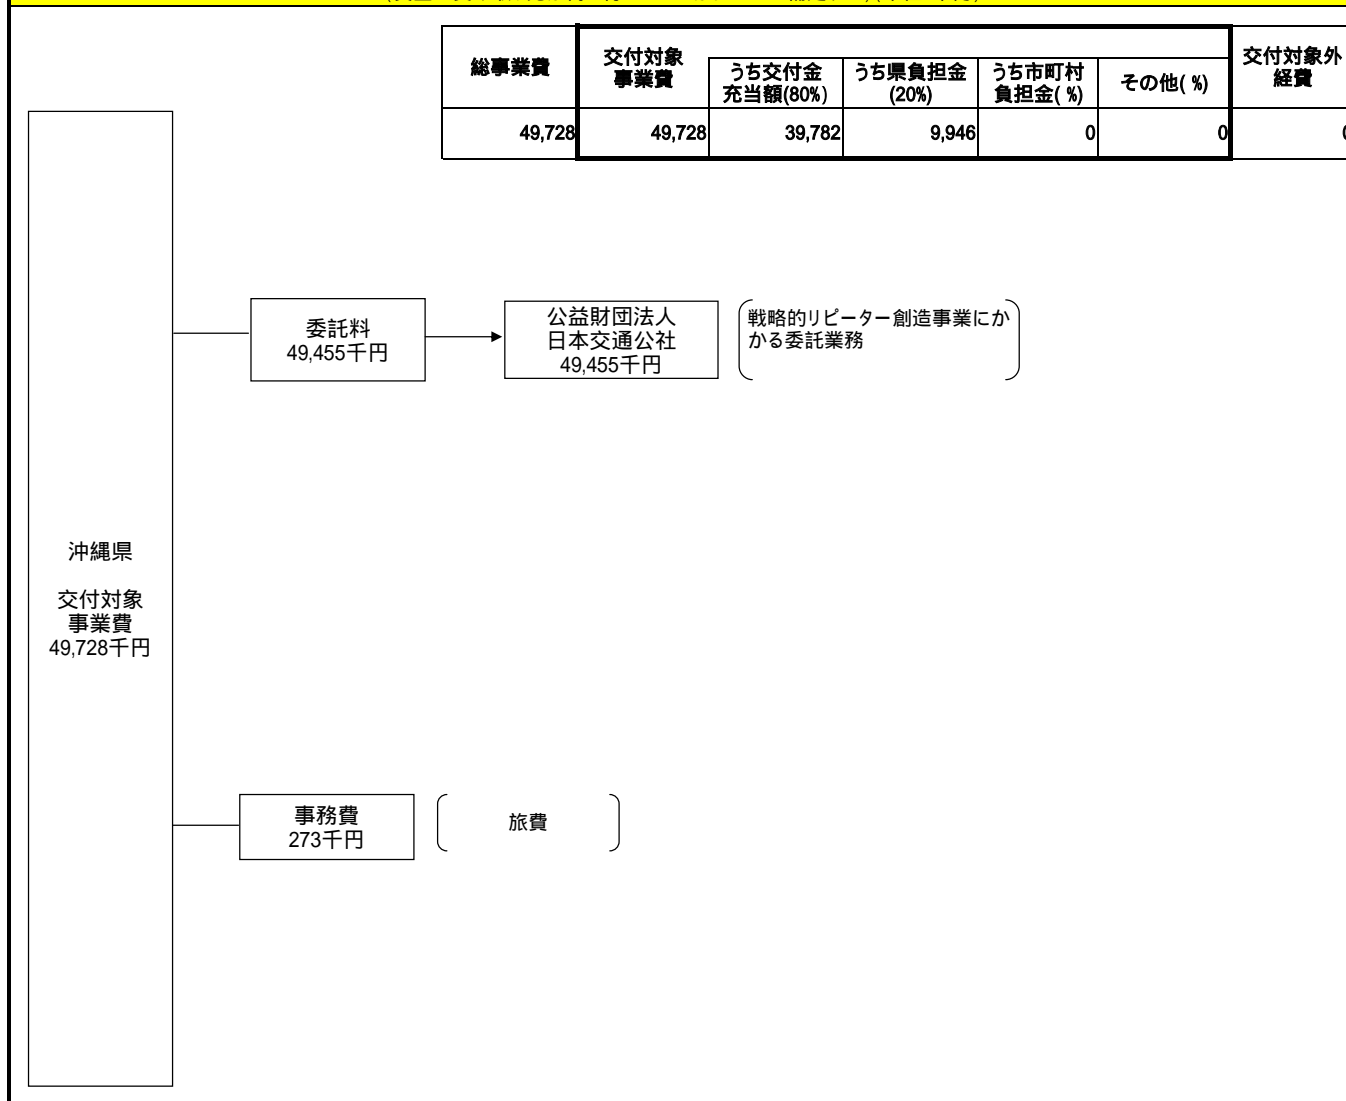 総事業費
交付対象
事業費
うち交付金
充当額(80%)
うち県負担金
(20%)
うち市町村
負担金( %)
その他( %)
交付対象外
経費
49,728
49,728
39,782
9,946
0
0
0
委託料
49,455千円
公益財団法人
日本交通公社
49,455千円
戦略的リピーター創造事業にか
かる委託業務
沖縄県
交付対象
事業費
49,728千円
事務費
273千円
旅費